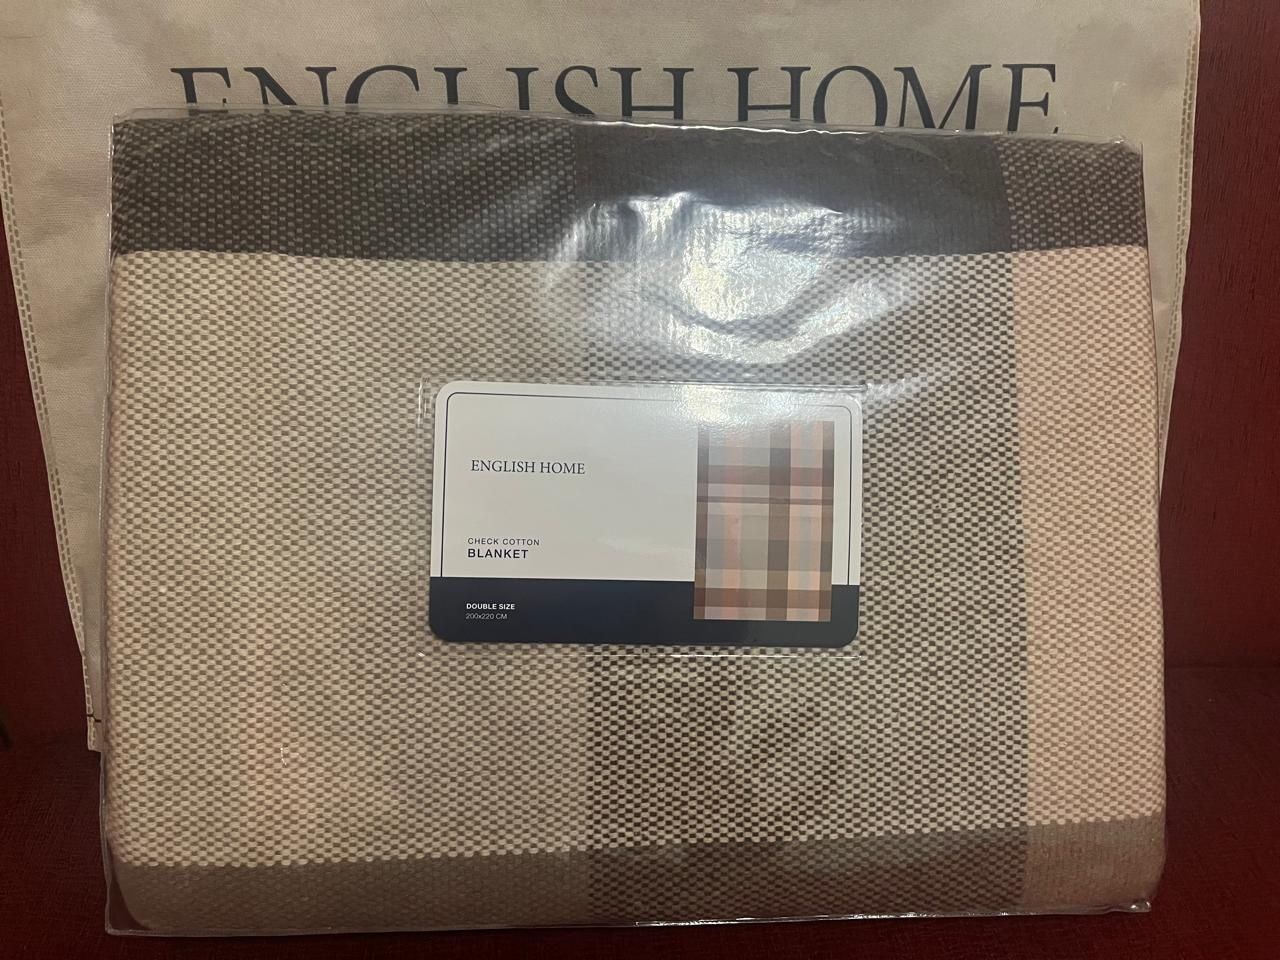 ENGLISH HOME
ENGLISH HOME
CHECK COTTON
BLANKET
DOUBLE SIZE
200x220 CM